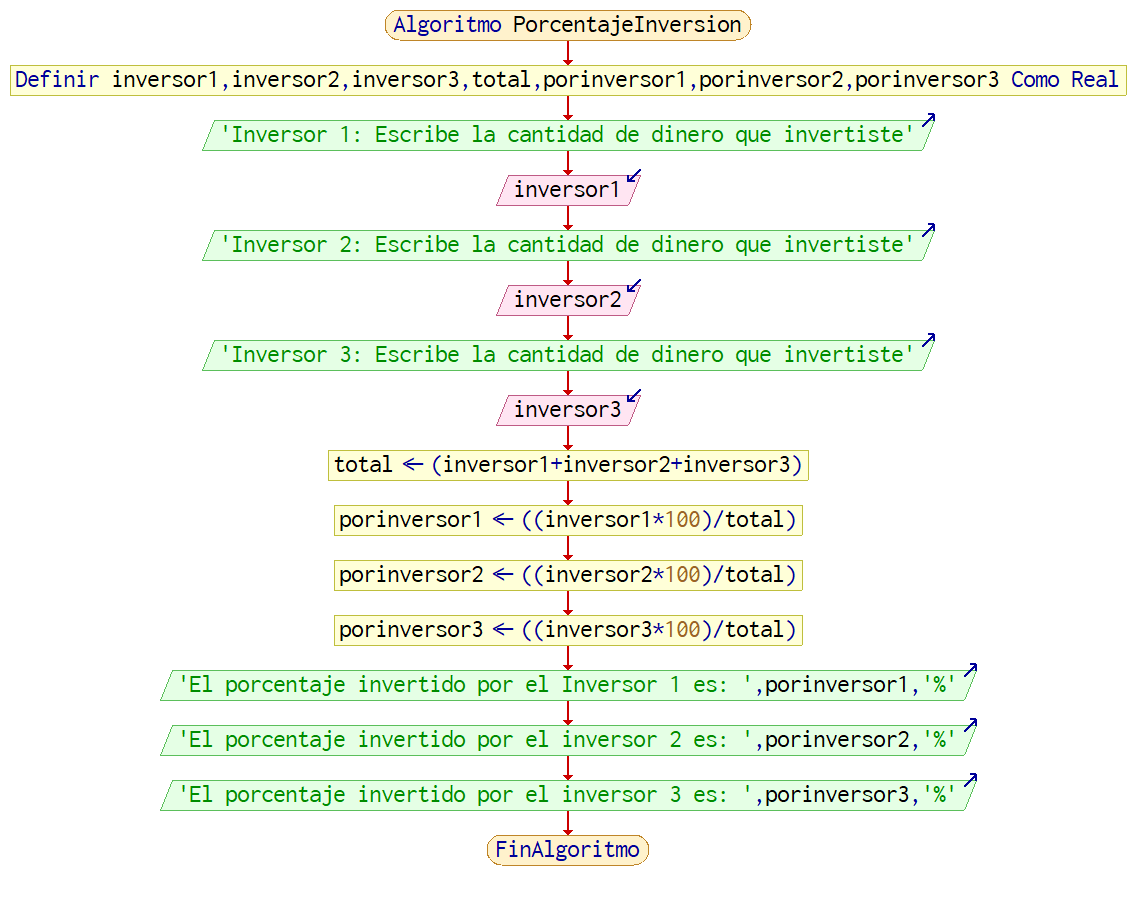 Algoritmo PorcentajeInversion
Definir inversor1,inversor2,inversor3,total,porinversor1,porinversor2,porinversor3 Como Real
'Inversor 1: Escribe la cantidad de dinero que invertiste'
inversor1
'Inversor 2: Escribe la cantidad de dinero que invertiste'
inversor2
'Inversor 3: Escribe la cantidad de dinero que invertiste'
inversor3
total ← (inversor1+inversor2+inversor3)
porinversor1 ← ((inversor1*100)/total)
porinversor2 ← ((inversor2*100)/total)
porinversor3 ← ((inversor3*100)/total)
'El porcentaje invertido por el Inversor 1 es: ',porinversor1,'%'
'El porcentaje invertido por el inversor 2 es: ',porinversor2,'%'
'El porcentaje invertido por el inversor 3 es: ',porinversor3,'%'
FinAlgoritmo